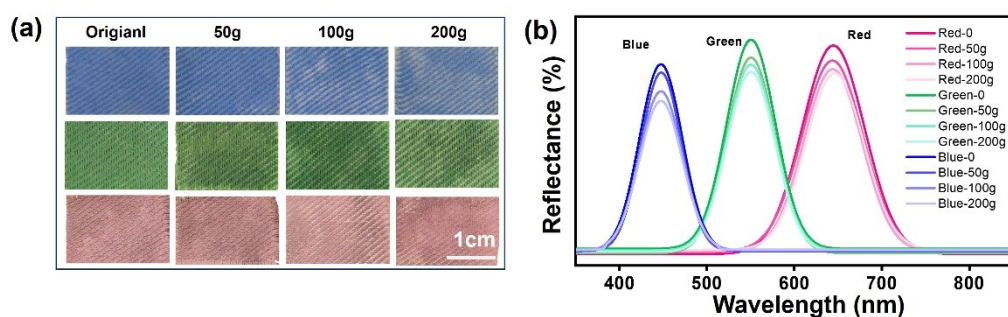 (a)
Origianl 50g 100g 200g
1cm
(b)
Reflectance (%)
Blue Green Red
Red-0
Red-50g
Red-100g
Red-200g
Green-0
Green-50g
Green-100g
Green-200g
Blue-0
Blue-50g
Blue-100g
Blue-200g
400 500 600 700 800
Wavelength (nm)